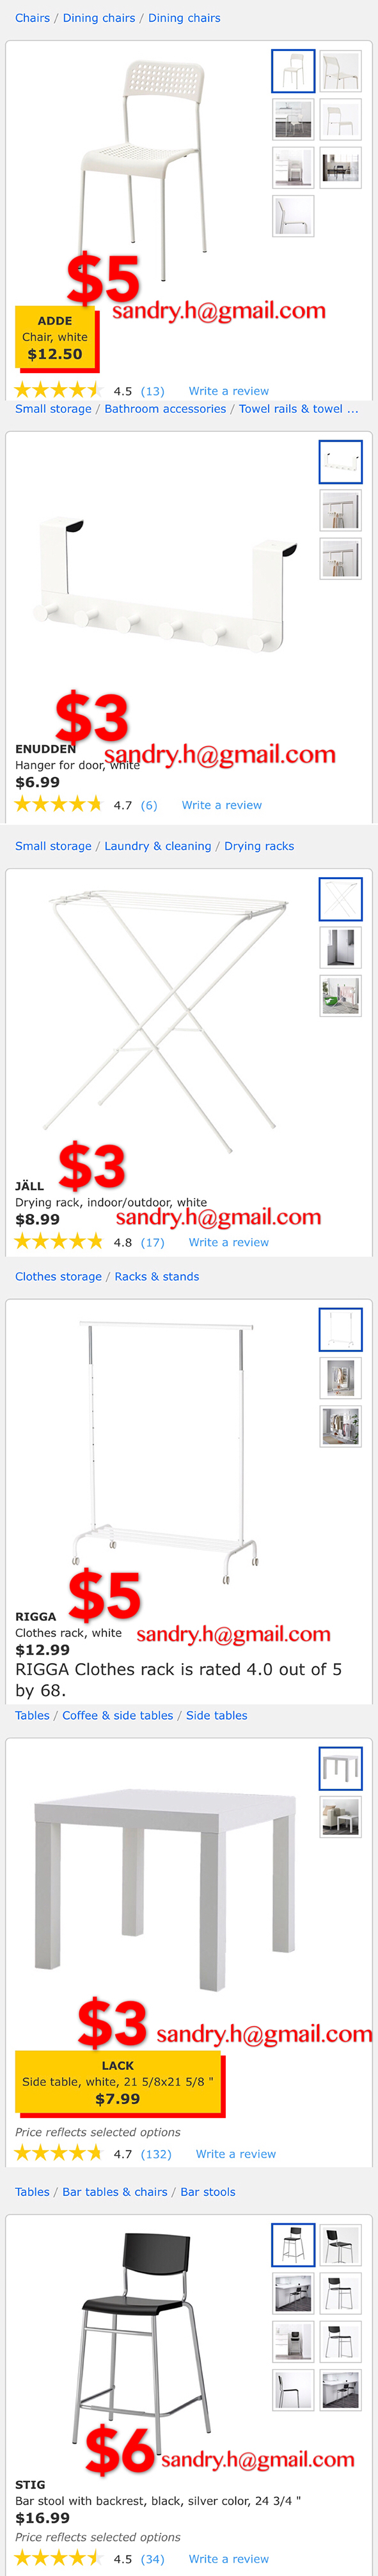 Chairs / Dining chairs / Dining chairs
$5
sandry.h@gmail.com
ADDE
Chair, white
$12.50
4.5 (13) Write a review
Small storage / Bathroom accessories / Towel rails & towel ...
$3
ENUDDEN
sandry.h@gmail.com
Hanger for door, white
$6.99
4.7 (6) Write a review
Small storage / Laundry & cleaning / Drying racks
$3
JÄLL
Drying rack, indoor/outdoor, white
$8.99
sandry.h@gmail.com
4.8 (17) Write a review
Clothes storage / Racks & stands
$5
RIGGA
Clothes rack, white
sandry.h@gmail.com
$12.99
RIGGA Clothes rack is rated 4.0 out of 5
by 68.
Tables / Coffee & side tables / Side tables
$3
sandry.h@gmail.com
LACK
Side table, white, 21 5/8x21 5/8 "
$7.99
Price reflects selected options
4.7 (132) Write a review
Tables / Bar tables & chairs / Bar stools
$6
sandry.h@gmail.com
STIG
Bar stool with backrest, black, silver color, 24 3/4 "
$16.99
Price reflects selected options
4.5 (34) Write a review